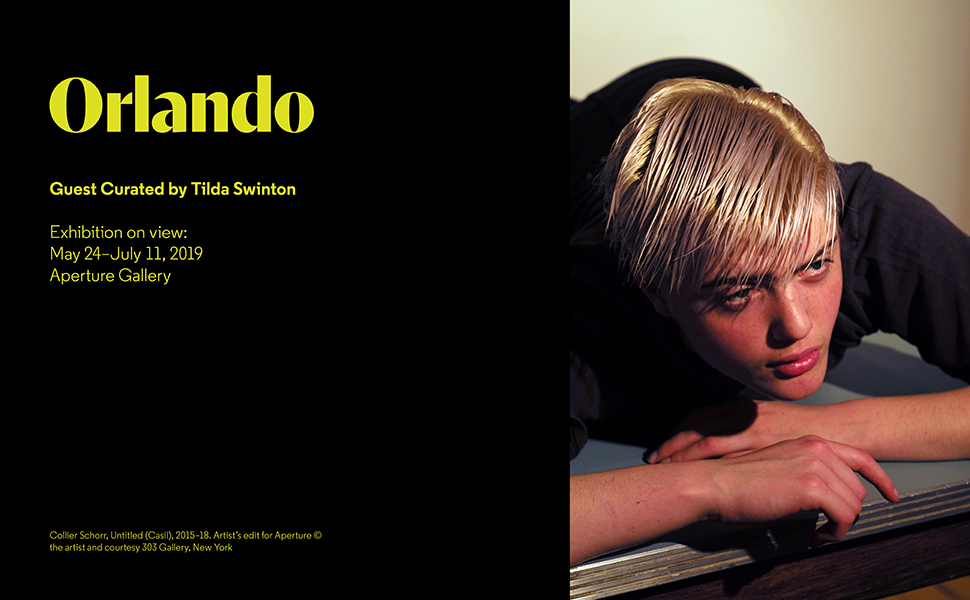 Orlando
Guest Curated by Tilda Swinton
Exhibition on view:
May 24–July 11, 2019
Aperture Gallery
Collier Schorr, Untitled (Casil), 2015–18. Artist's edit for Aperture ©
the artist and courtesy 303 Gallery, New York